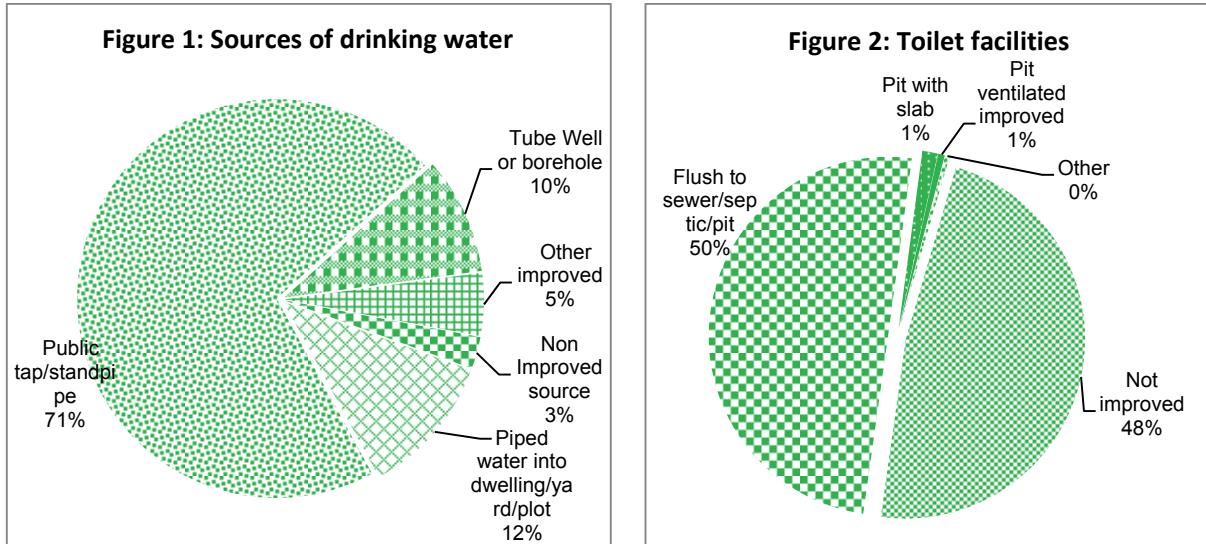 Figure 1: Sources of drinking water
Tube Well
or borehole
10%
Other
improved
5%
Non
Improved
source
3%
Piped
water into
dwelling/ya
rd/plot
12%
Public
tap/standpi
pe
71%
Figure 2: Toilet facilities
Pit with
slab
1%
Pit
ventilated
improved
1%
Other
0%
Flush to
sewer/sep
tic/pit
50%
Not
improved
48%